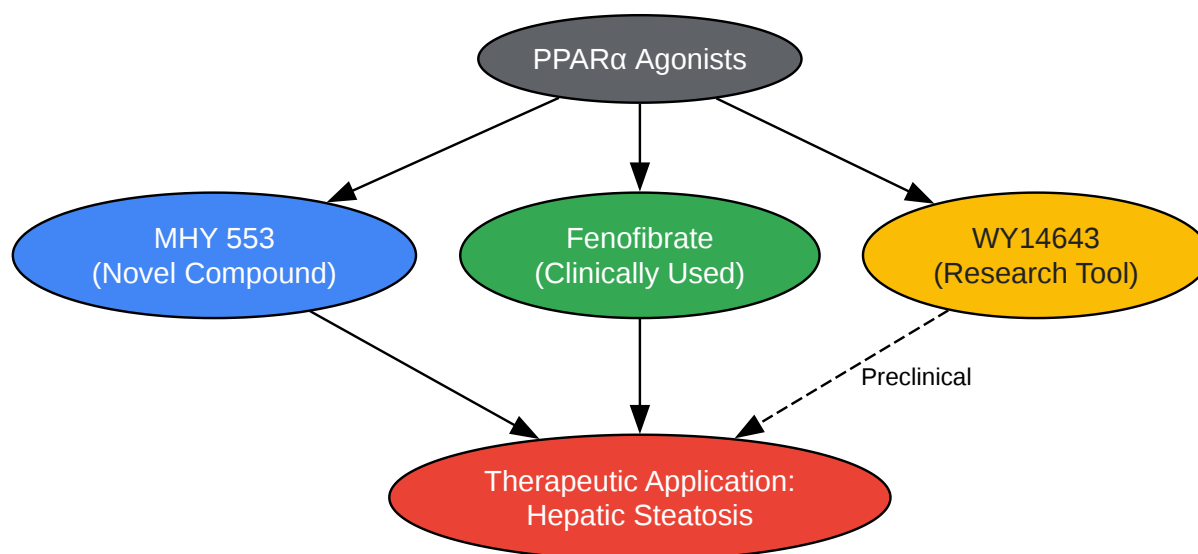 PPARα Agonists
MHY 553
(Novel Compound)
Fenofibrate
(Clinically Used)
WY14643
(Research Tool)
Preclinical
Therapeutic Application:
Hepatic Steatosis